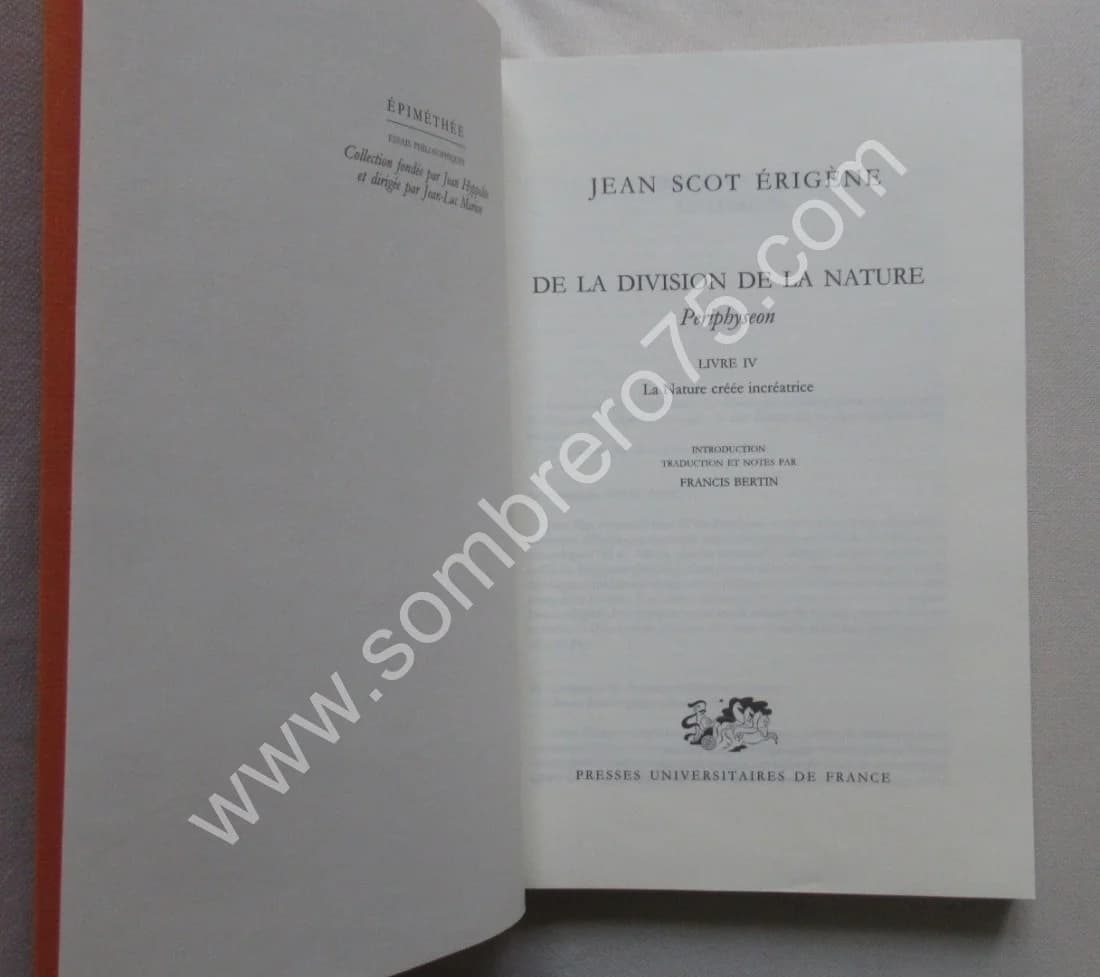 ÉPIMÉTHÉE
ESSAIS PHILOSOPHIQUES
Collection fondée par Jean Hyppolite
et dirigée par Jean-Luc Marion
JEAN SCOT ÉRIGÈNE
DE LA DIVISION DE LA NATURE
Periphyseon
LIVRE IV
La Nature créée incréatrice
INTRODUCTION
TRADUCTION ET NOTES PAR
FRANCIS BERTIN
PRESSES UNIVERSITAIRES DE FRANCE
www.sombrero75.com